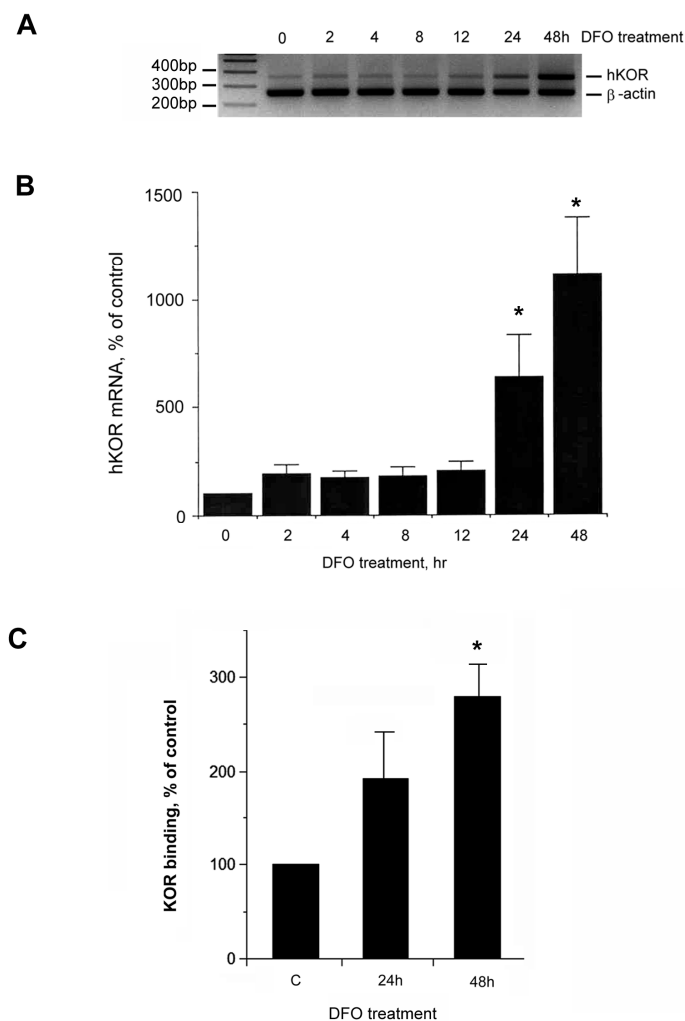 A
0 2 4 8 12 24 48h DFO treatment
400bp
300bp
200bp
hKOR
β-actin
B
hKOR mRNA, % of control
1500
1000
500
0
*
*
0 2 4 8 12 24 48
DFO treatment, hr
C
KOR binding, % of control
300
200
100
0
*
C 24h 48h
DFO treatment